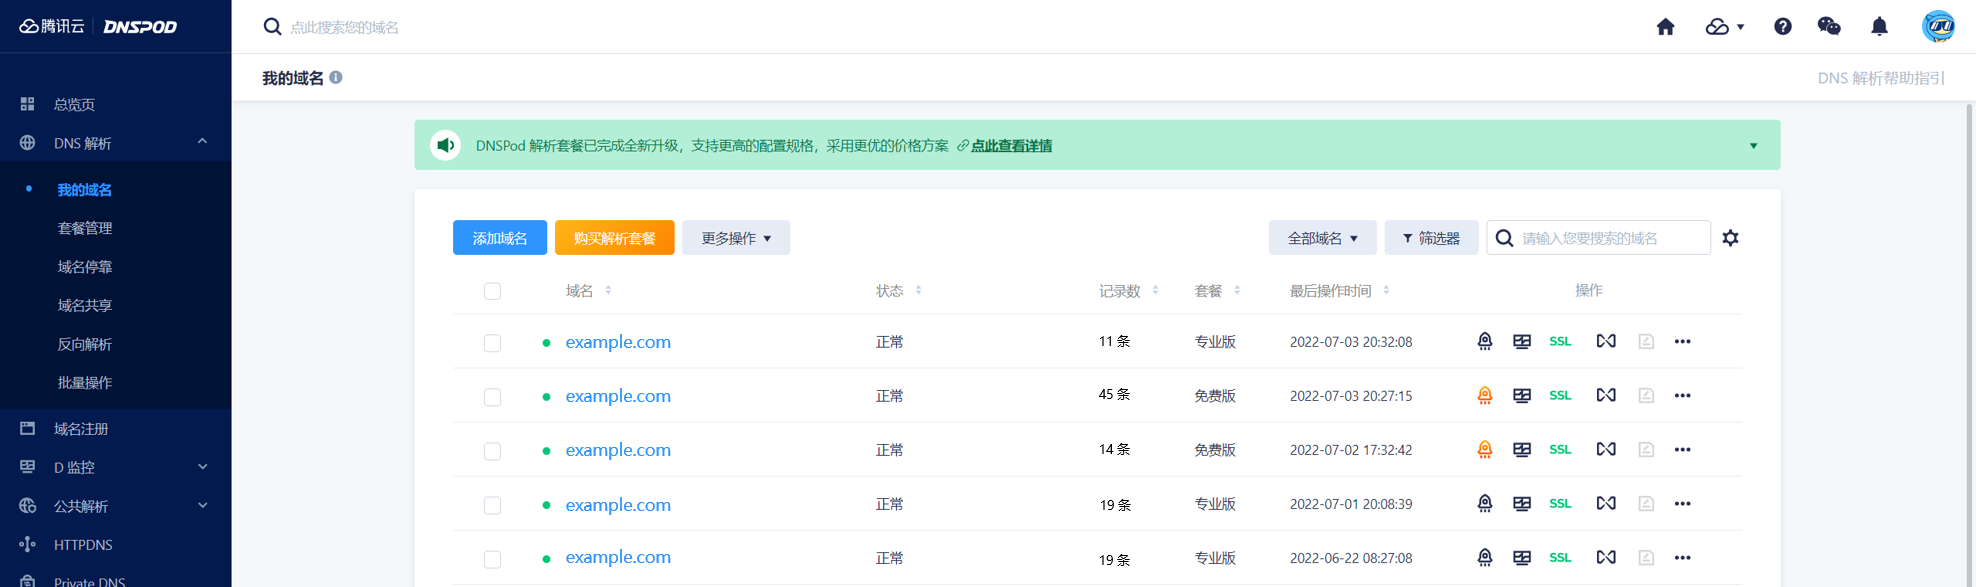 腾讯云 DNSPOD
点此搜索您的域名
我的域名
DNS 解析帮助指引
总览页
DNS 解析
我的域名
套餐管理
域名停靠
域名共享
反向解析
批量操作
域名注册
D 监控
公共解析
HTTPDNS
Private DNS
DNSPod 解析套餐已完成全新升级，支持更高的配置规格，采用更优的价格方案 点此查看详情
添加域名 购买解析套餐 更多操作 全部域名 筛选器 请输入您要搜索的域名
域名 状态 记录数 套餐 最后操作时间 操作
example.com 正常 11 条 专业版 2022-07-03 20:32:08 SSL
example.com 正常 45 条 免费版 2022-07-03 20:27:15 SSL
example.com 正常 14 条 免费版 2022-07-02 17:32:42 SSL
example.com 正常 19 条 专业版 2022-07-01 20:08:39 SSL
example.com 正常 19 条 专业版 2022-06-22 08:27:08 SSL